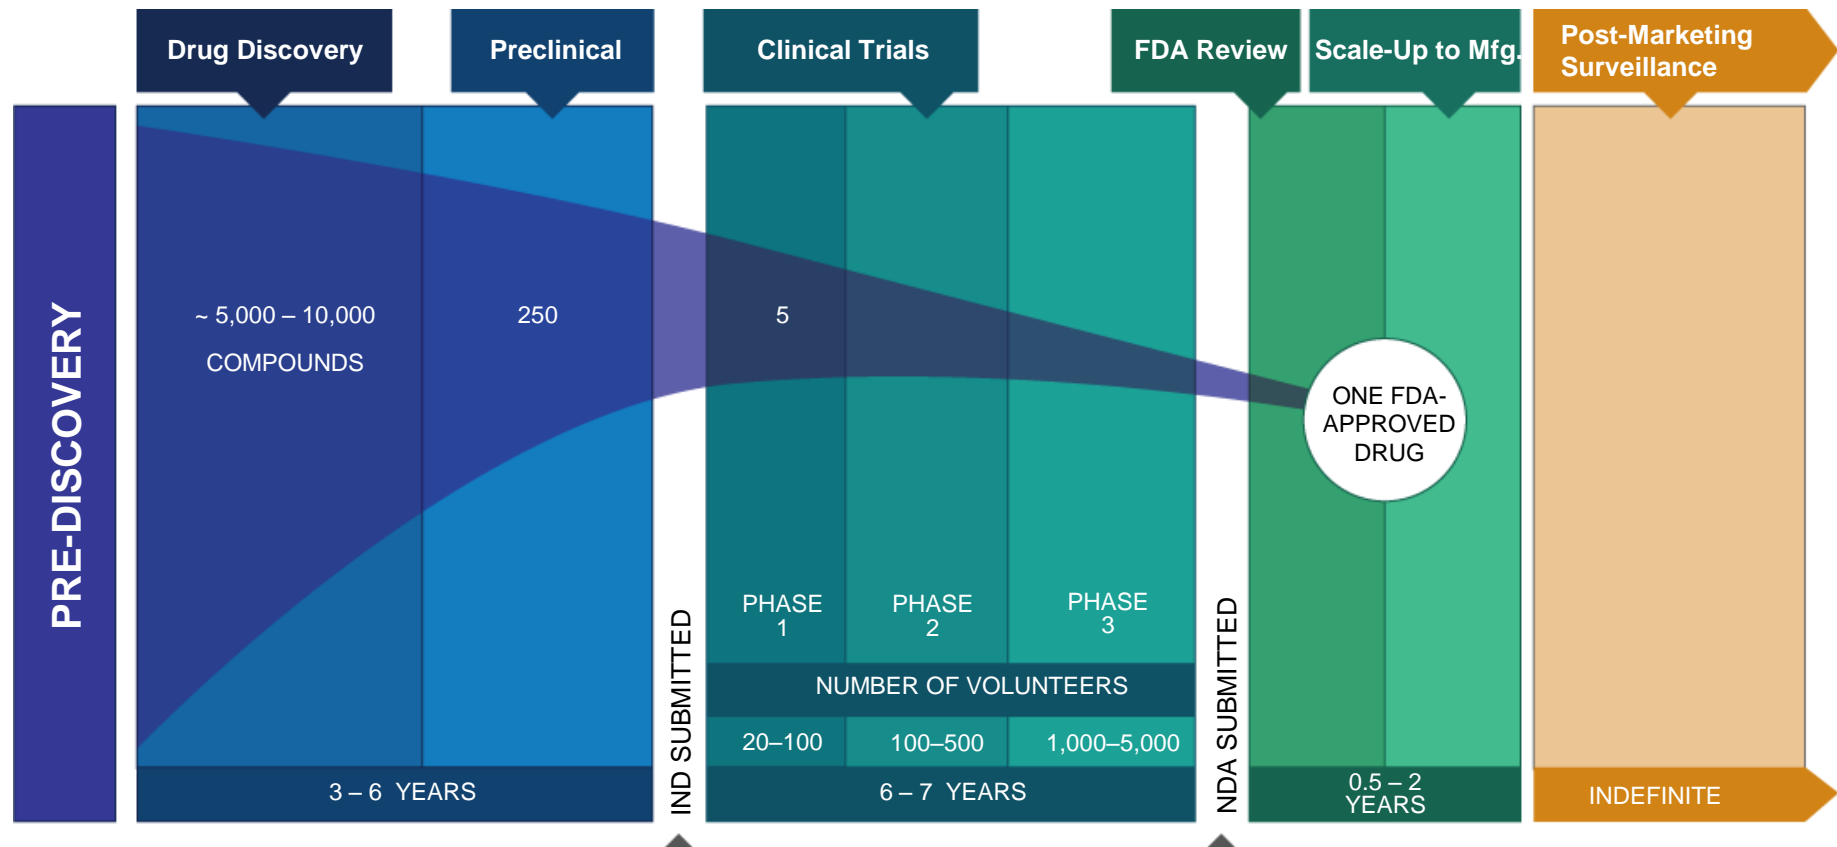 Drug Discovery
Preclinical
Clinical Trials
FDA Review
Scale-Up to Mfg.
Post-Marketing
Surveillance
PRE-DISCOVERY
~ 5,000 – 10,000
COMPOUNDS
250
5
ONE FDA-
APPROVED
DRUG
PHASE
1
PHASE
2
PHASE
3
NUMBER OF VOLUNTEERS
20–100
100–500
1,000–5,000
IND SUBMITTED
NDA SUBMITTED
3 – 6 YEARS
6 – 7 YEARS
0.5 – 2
YEARS
INDEFINITE